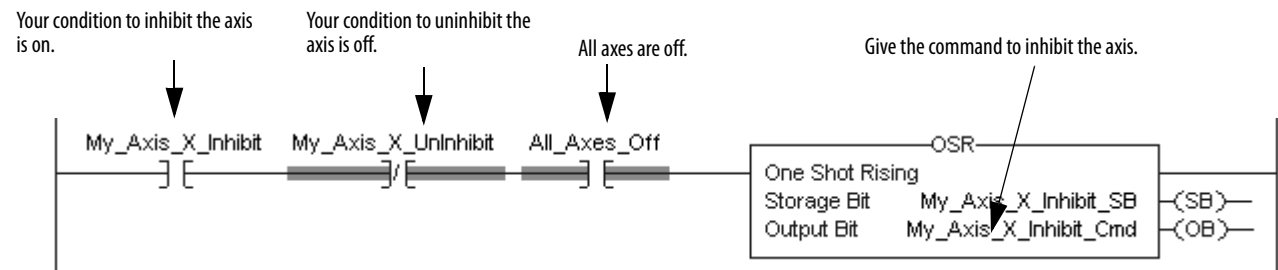 Your condition to inhibit the axis
is on.
Your condition to uninhibit the
axis is off.
All axes are off.
Give the command to inhibit the axis.
My_Axis_X_Inhibit
My_Axis_X_UnInhibit
All_Axes_Off
OSR
One Shot Rising
Storage Bit My_Axis_X_Inhibit_SB
Output Bit My_Axis_X_Inhibit_Cmd
(SB)
(OB)